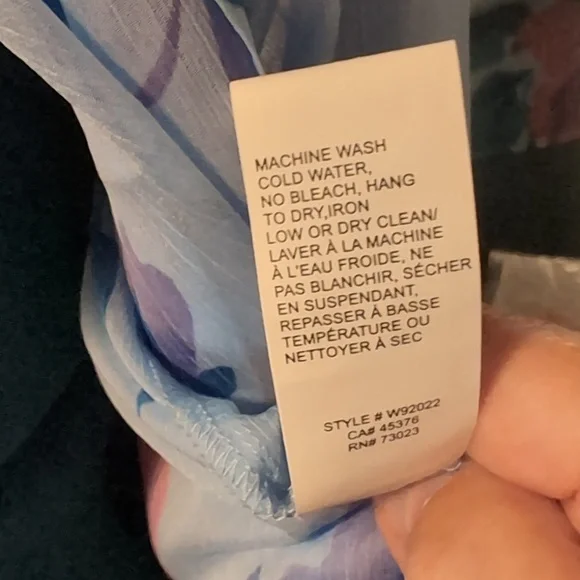 MACHINE WASH
COLD WATER,
NO BLEACH, HANG
TO DRY,IRON
LOW OR DRY CLEAN/
LAVER À LA MACHINE
À L'EAU FROIDE, NE
PAS BLANCHIR, SÉCHER
EN SUSPENDANT,
REPASSER À BASSE
TEMPÉRATURE OU
NETTOYER À SEC
STYLE # W92022
CA# 45376
RN# 73023